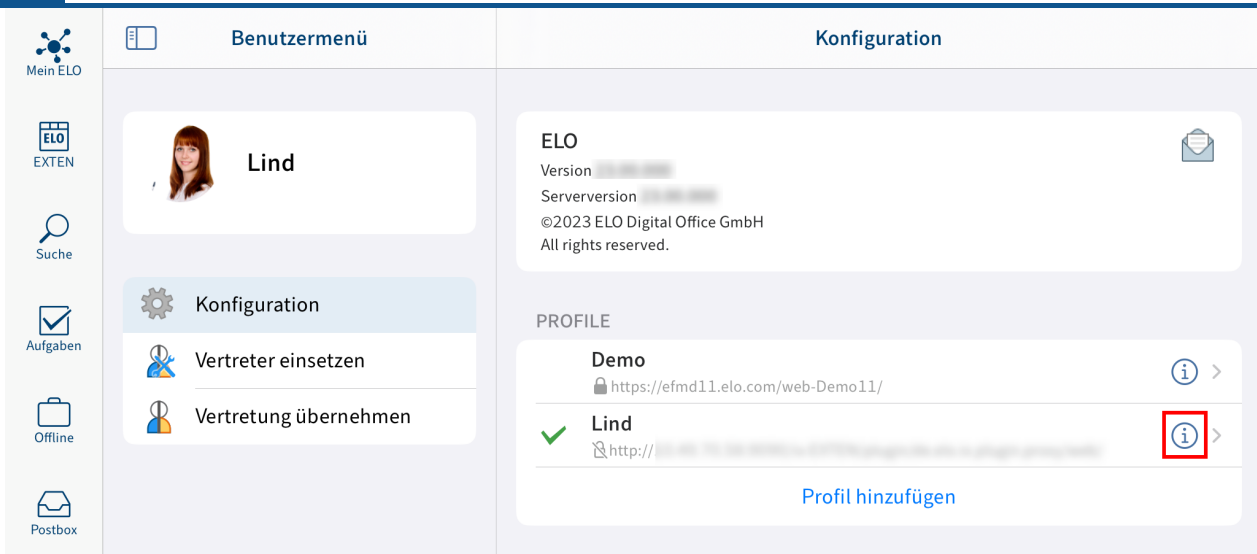 Mein ELO
ELO
EXTEN
Suche
Aufgaben
Offline
Postbox
Benutzermenü
Lind
Konfiguration
Vertreter einsetzen
Vertretung übernehmen
Konfiguration
ELO
Version
Serverversion
©2023 ELO Digital Office GmbH
All rights reserved.
PROFILE
Demo
https://efmd11.elo.com/web-Demo11/
Lind
http://
Profil hinzufügen